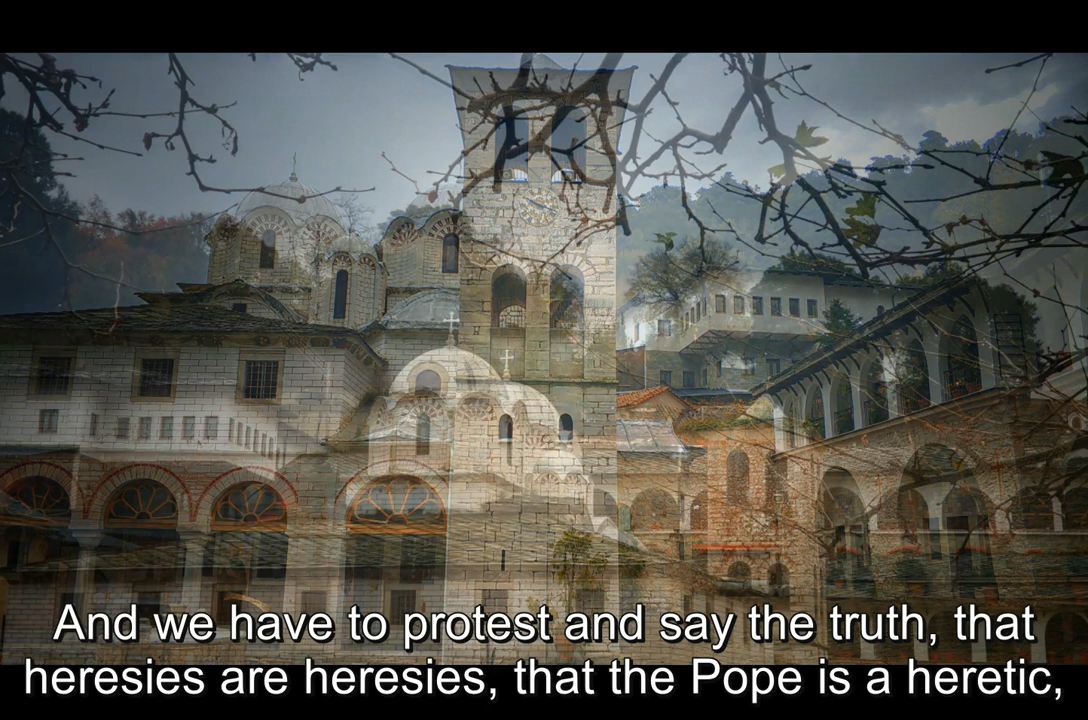 And we have to protest and say the truth, that
heresies are heresies, that the Pope is a heretic,